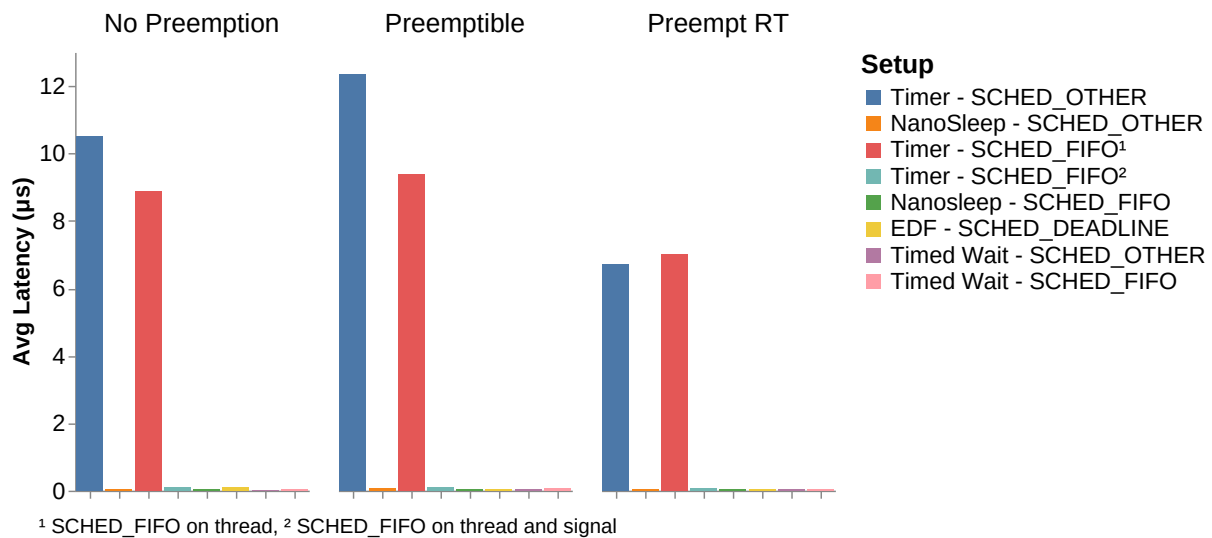 No Preemption
Preemptible
Preempt RT
Avg Latency (µs)
12
10
8
6
4
2
0
Setup
Timer - SCHED_OTHER
NanoSleep - SCHED_OTHER
Timer - SCHED_FIFO¹
Timer - SCHED_FIFO²
Nanosleep - SCHED_FIFO
EDF - SCHED_DEADLINE
Timed Wait - SCHED_OTHER
Timed Wait - SCHED_FIFO
¹ SCHED_FIFO on thread, ² SCHED_FIFO on thread and signal